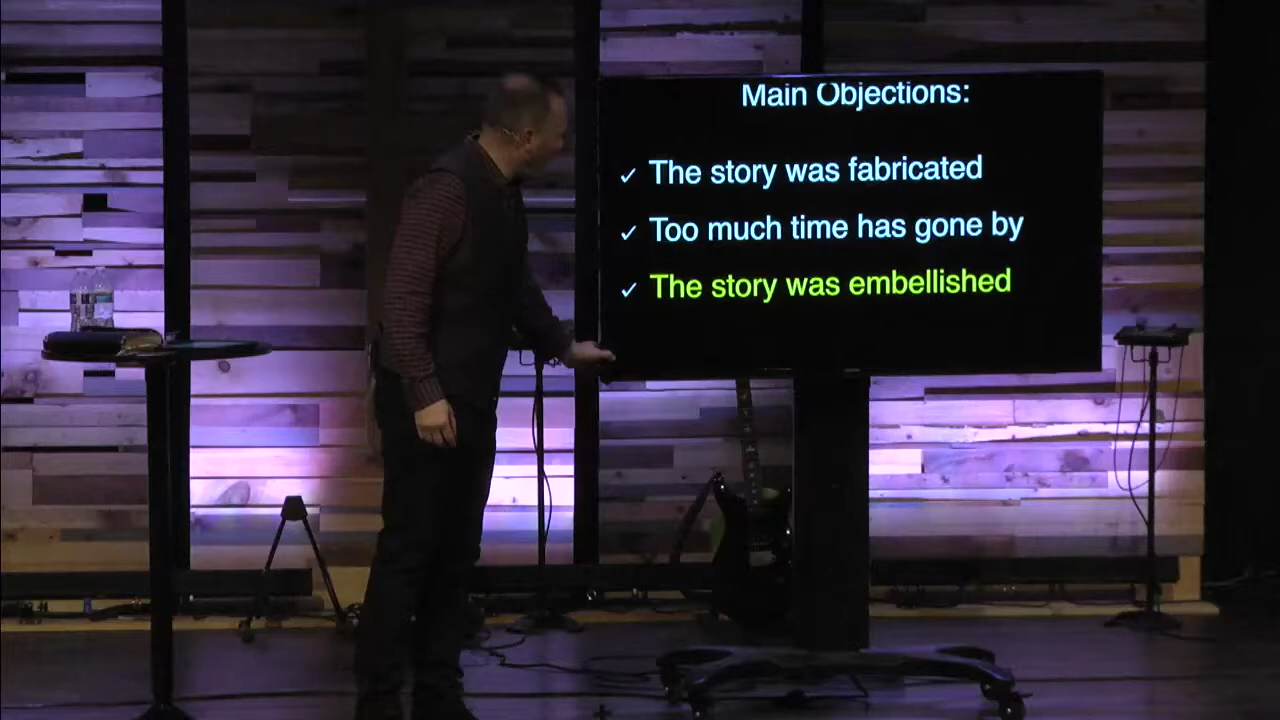 Main Objections:
✓ The story was fabricated
✓ Too much time has gone by
✓ The story was embellished